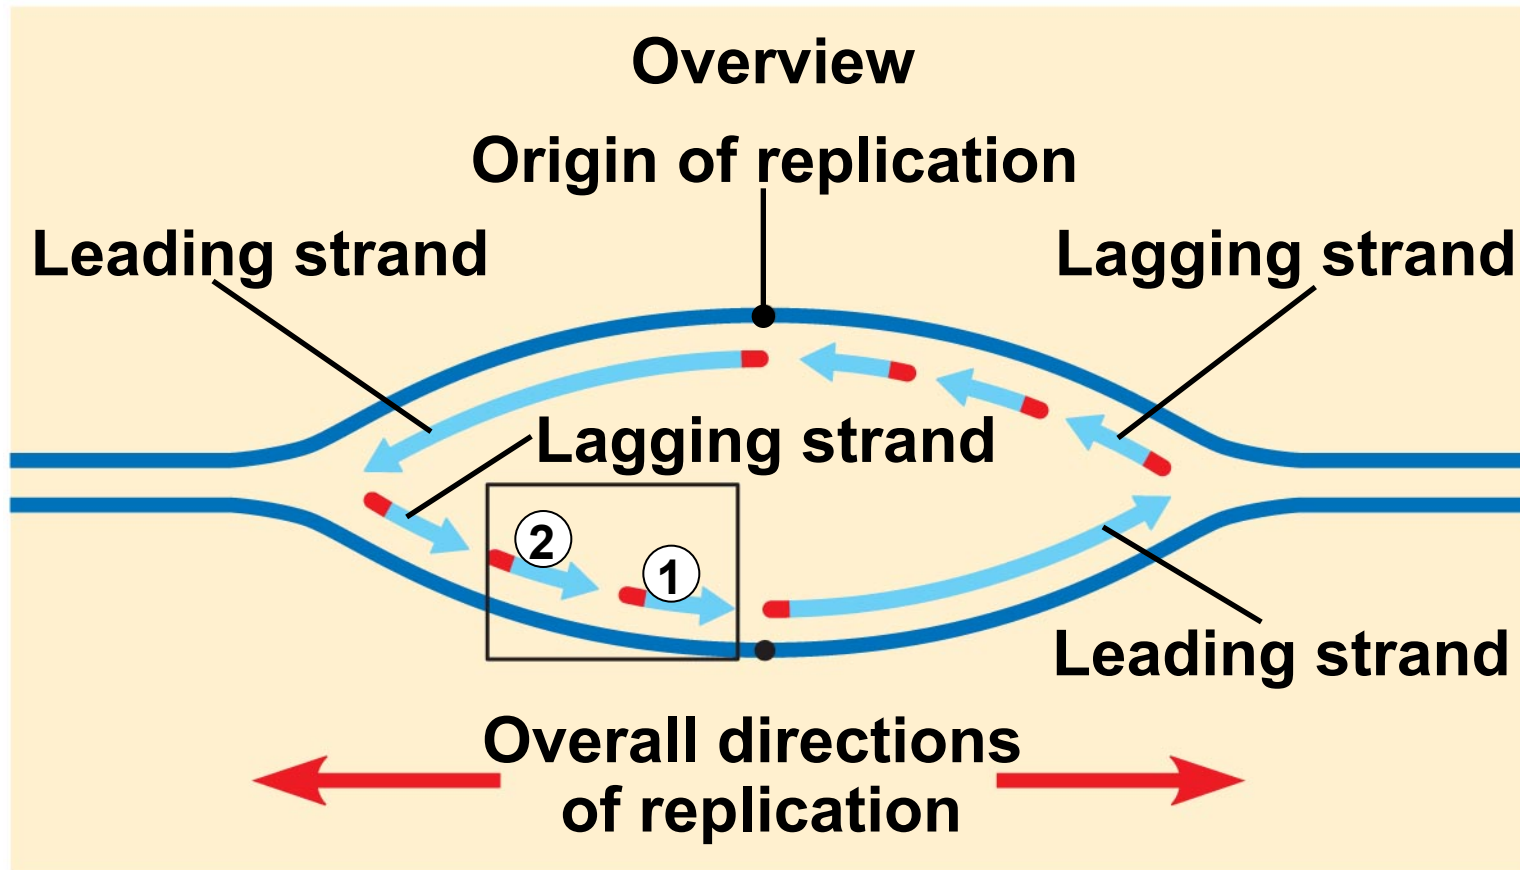 Overview
Origin of replication
Leading strand
Lagging strand
Lagging strand
2
1
Leading strand
Overall directions
of replication